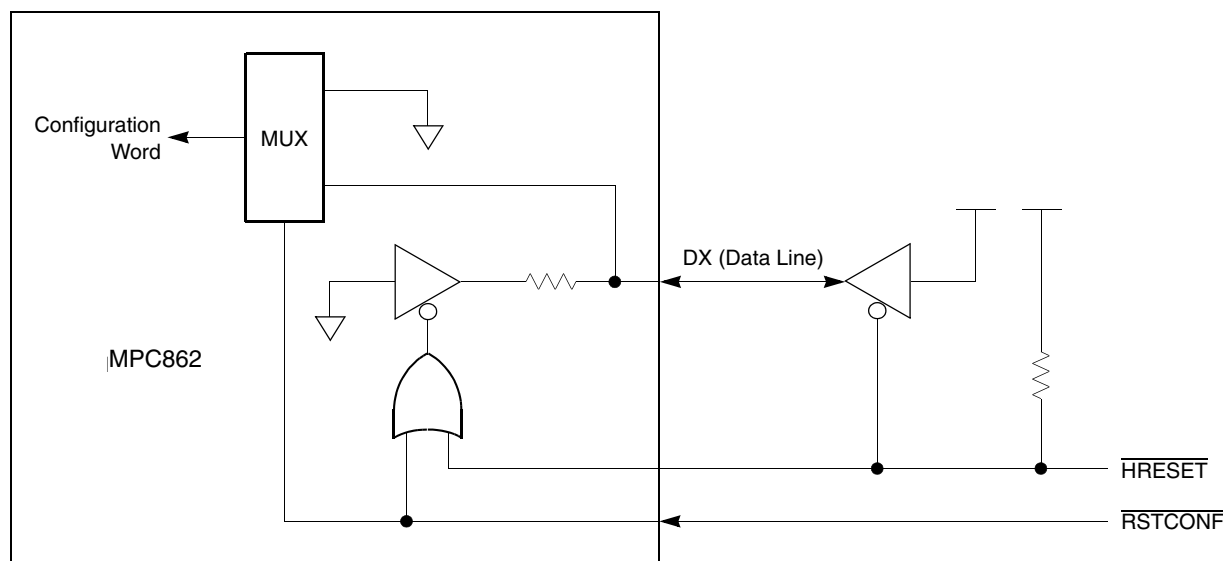 Configuration
Word
MUX
DX (Data Line)
MPC862
HRESET
RSTCONF